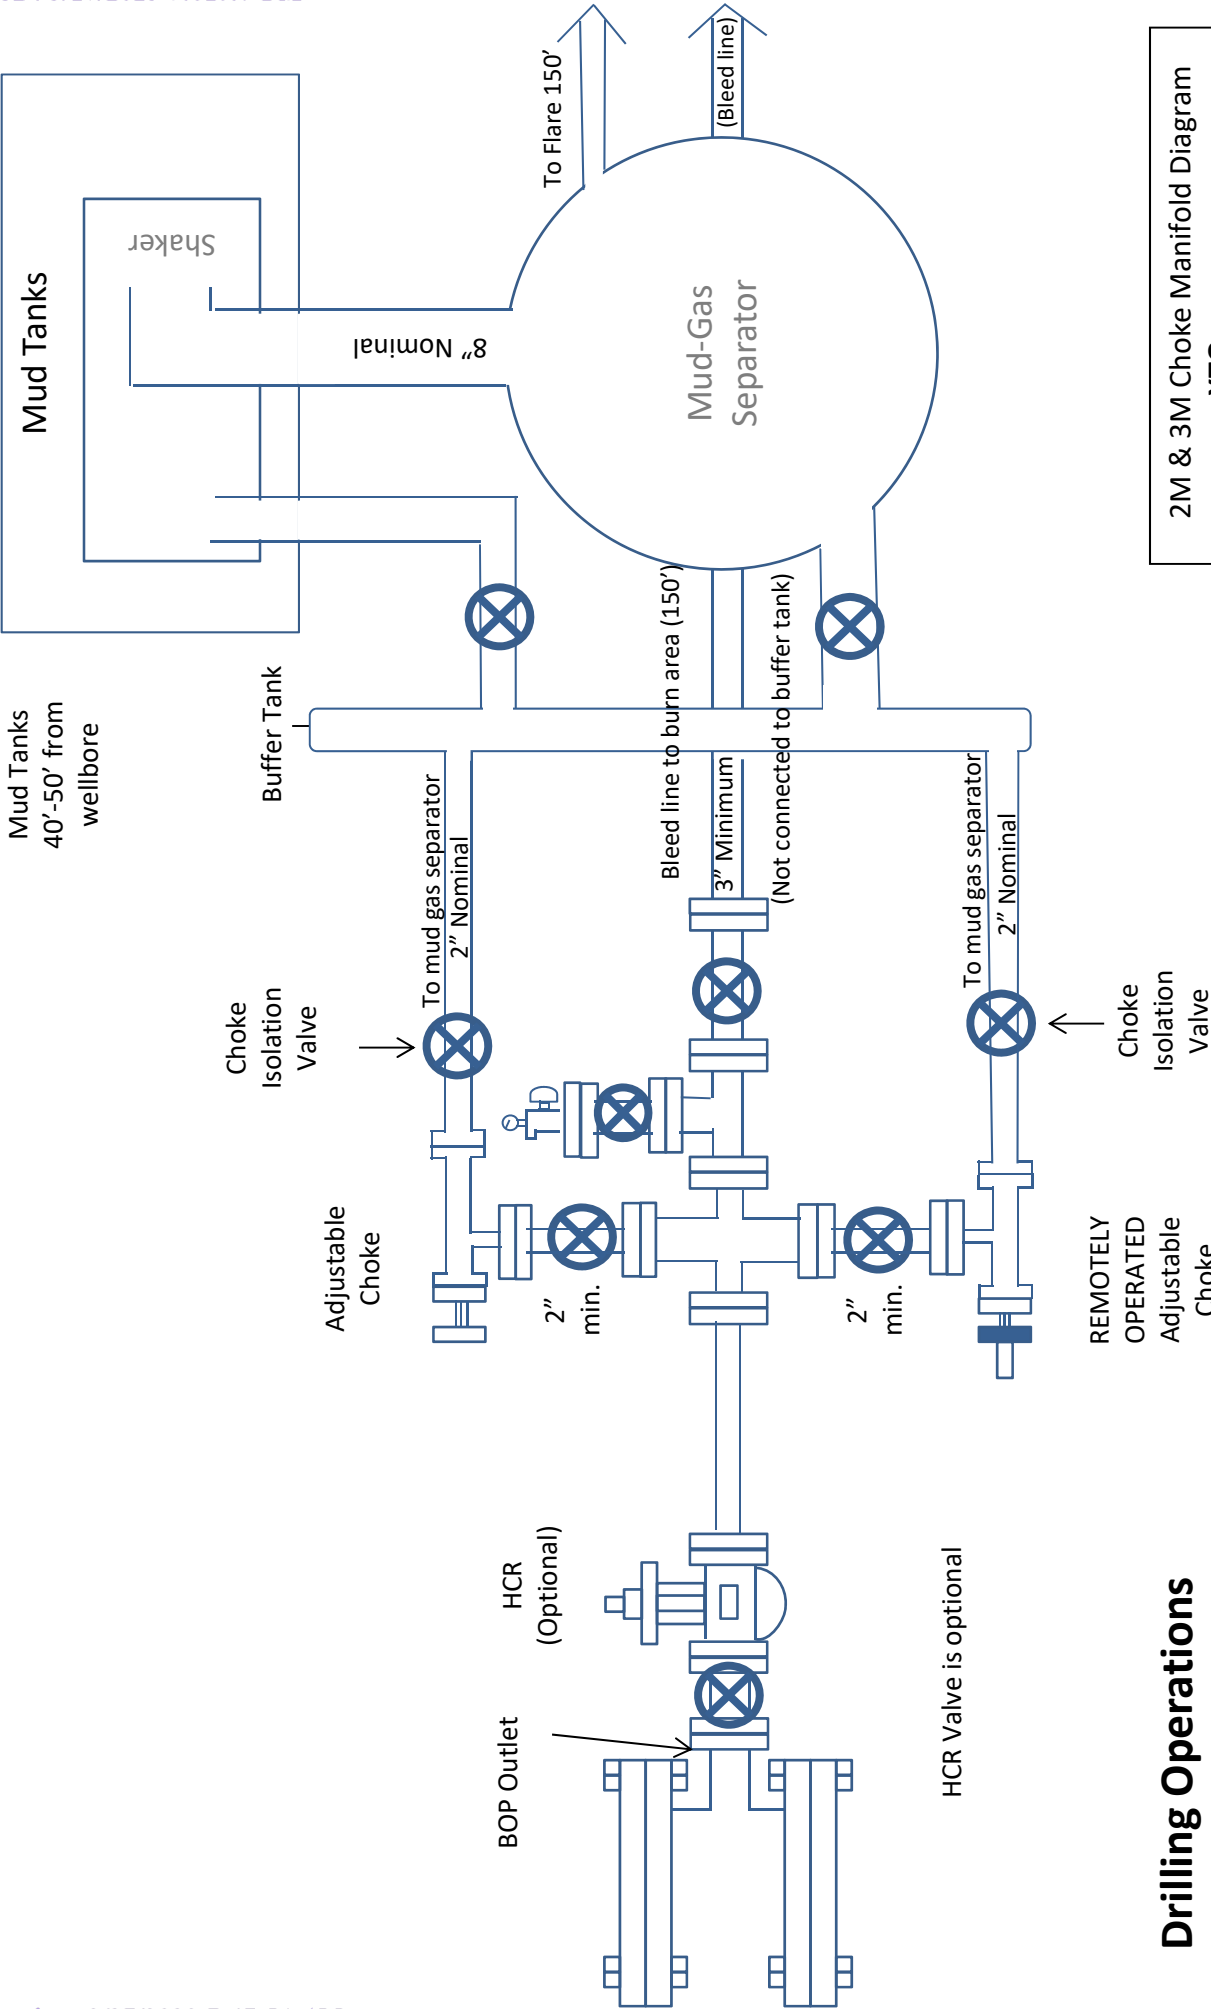 Mud Tanks
Shaker
8” Nominal
To Flare 150’
(Bleed line)
Mud-Gas
Separator
2M & 3M Choke Manifold Diagram
XTO
Mud Tanks
40’-50’ from
wellbore
Buffer Tank
To mud gas separator
2” Nominal
Bleed line to burn area (150’)
3” Minimum
(Not connected to buffer tank)
To mud gas separator
2” Nominal
Choke
Isolation
Valve
Choke
Isolation
Valve
Adjustable
Choke
2”
min.
2”
min.
REMOTELY
OPERATED
Adjustable
Choke
HCR
(Optional)
BOP Outlet
HCR Valve is optional
Drilling Operations